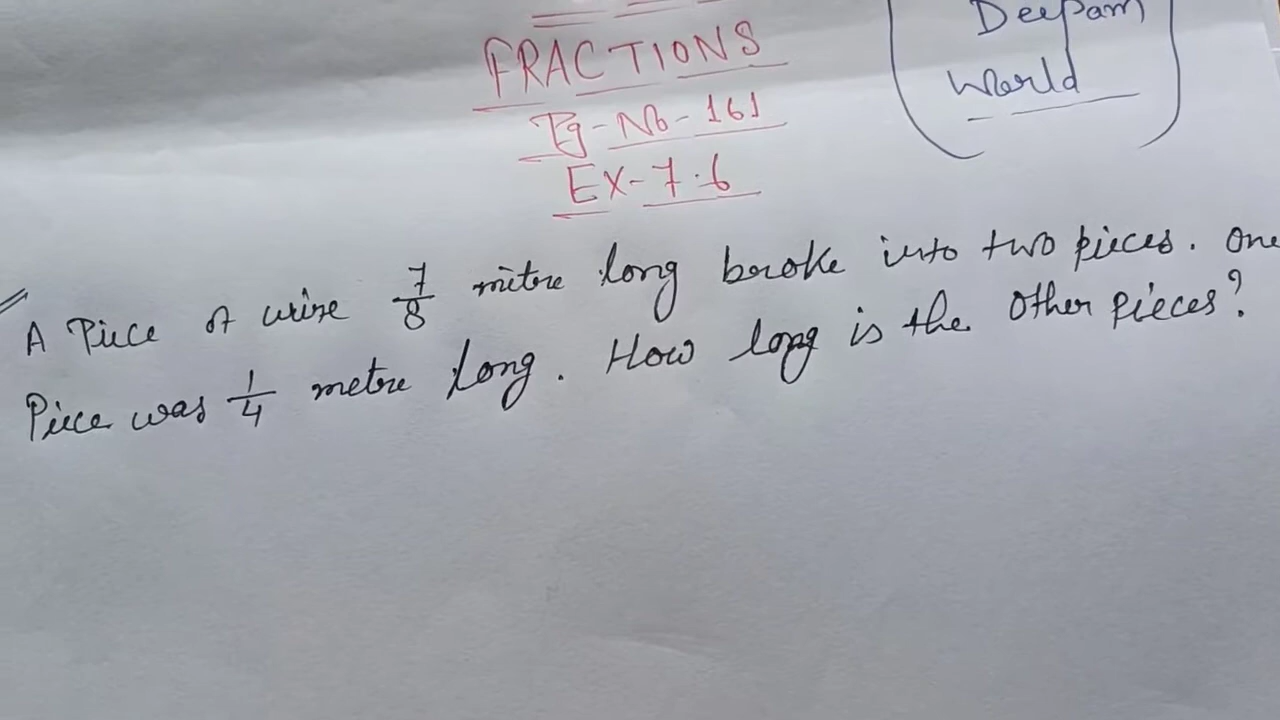 FRACTIONS
Pg-No-161
EX-7.6
Deepam
World
A Piece of wire 7/8 metre long broke into two pieces. One
Piece was 1/4 metre long. How long is the other pieces?